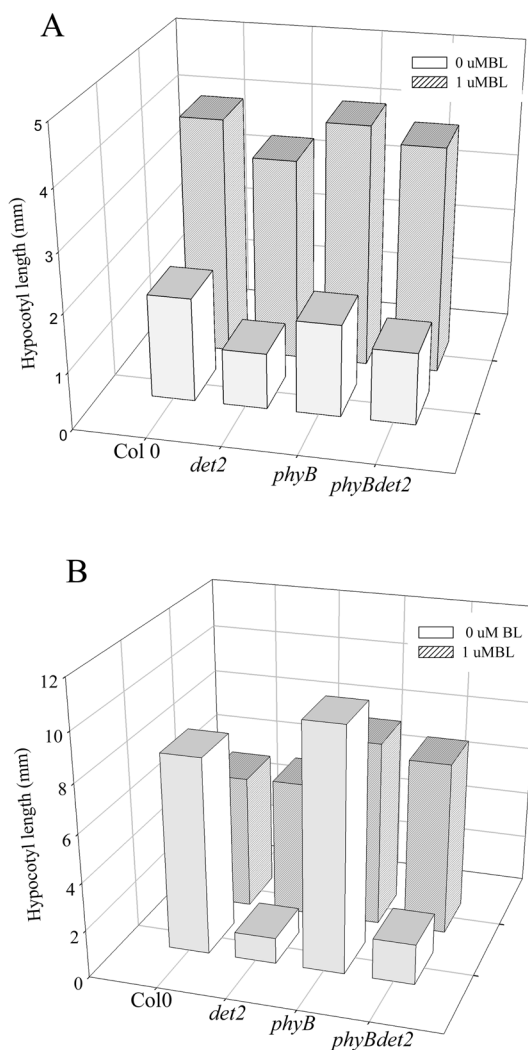 A
0 uMBL
1 uMBL
5
4
3
2
1
0
Hypocotyl length (mm)
Col 0
det2
phyB
phyBdet2
B
0 uM BL
1 uMBL
12
10
8
6
4
2
0
Hypocotyl length (mm)
Col0
det2
phyB
phyBdet2